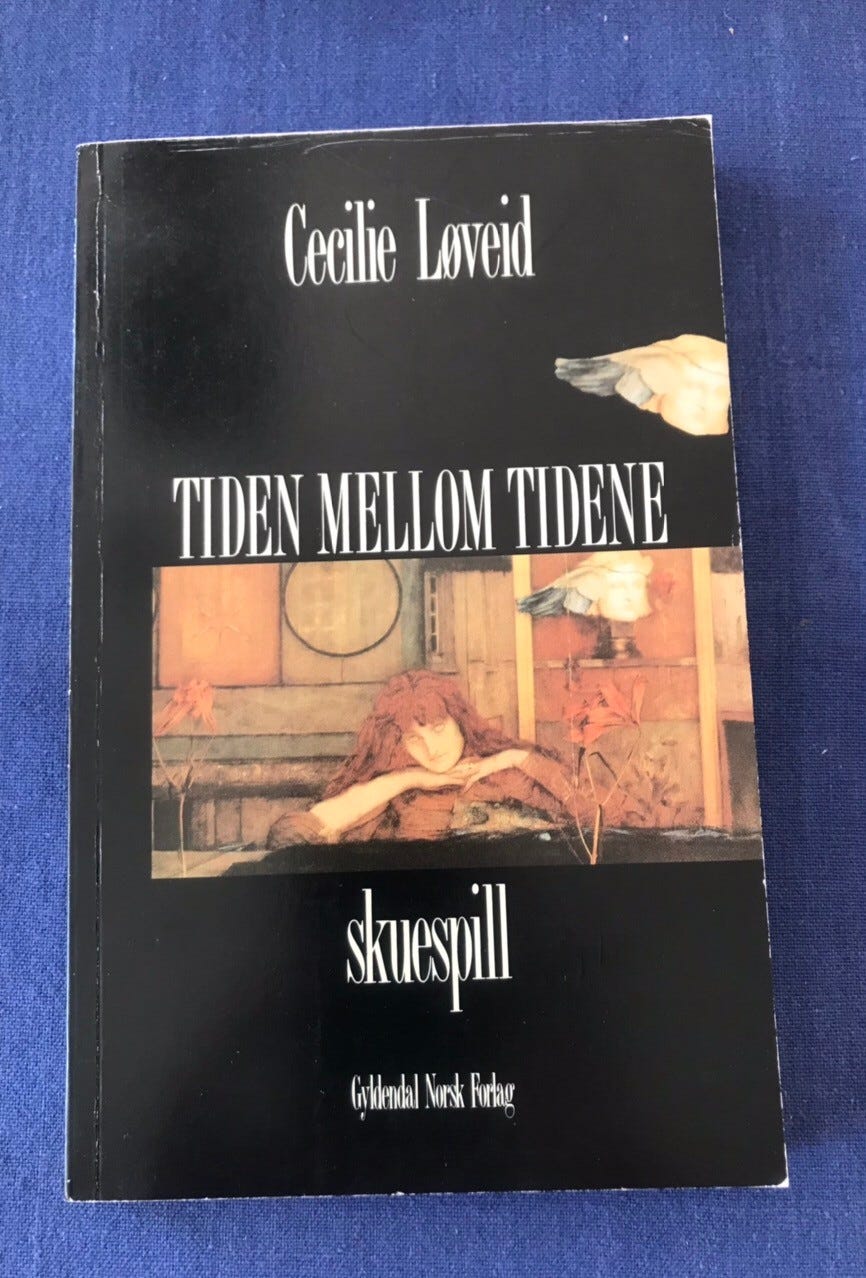 Cecilie Løveid
TIDEN MELLOM TIDENE
skuespill
Gyldendal Norsk Forlag